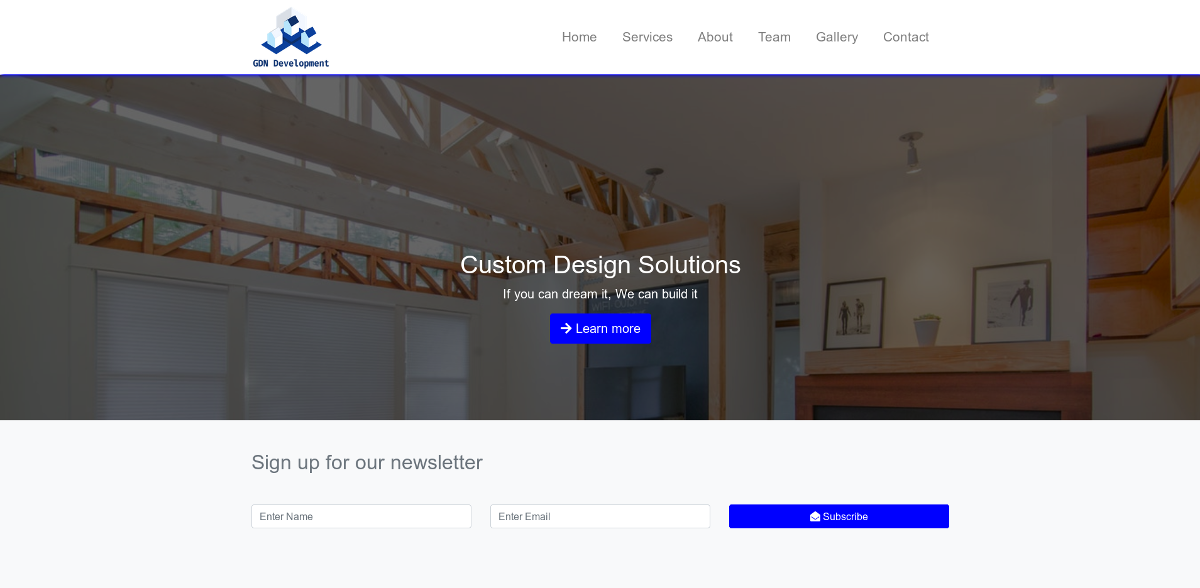 GDN Development
Home Services About Team Gallery Contact
Custom Design Solutions
If you can dream it, We can build it
Learn more
Sign up for our newsletter
Enter Name Enter Email Subscribe